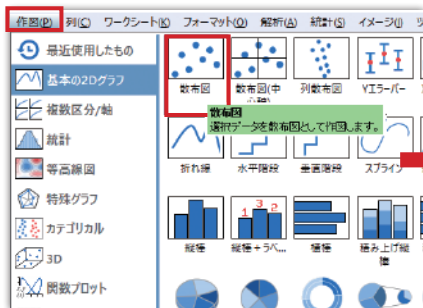 作図(P) 列(C) ワークシート(K) フォーマット(O) 解析(A) 統計(S) イメージ(I)
最近使用したもの
基本の2Dグラフ
複数区分/軸
統計
等高線図
特殊グラフ
カテゴリカル
3D
関数プロット
散布図 散布図(中 列散布図 Yエラーバー
散布図
選択データを散布図として作図します。
折れ線 水平階段 垂直階段 スプライン
1 2 3
縦棒 縦棒+ラベ... 横棒 積み上げ縦
棒